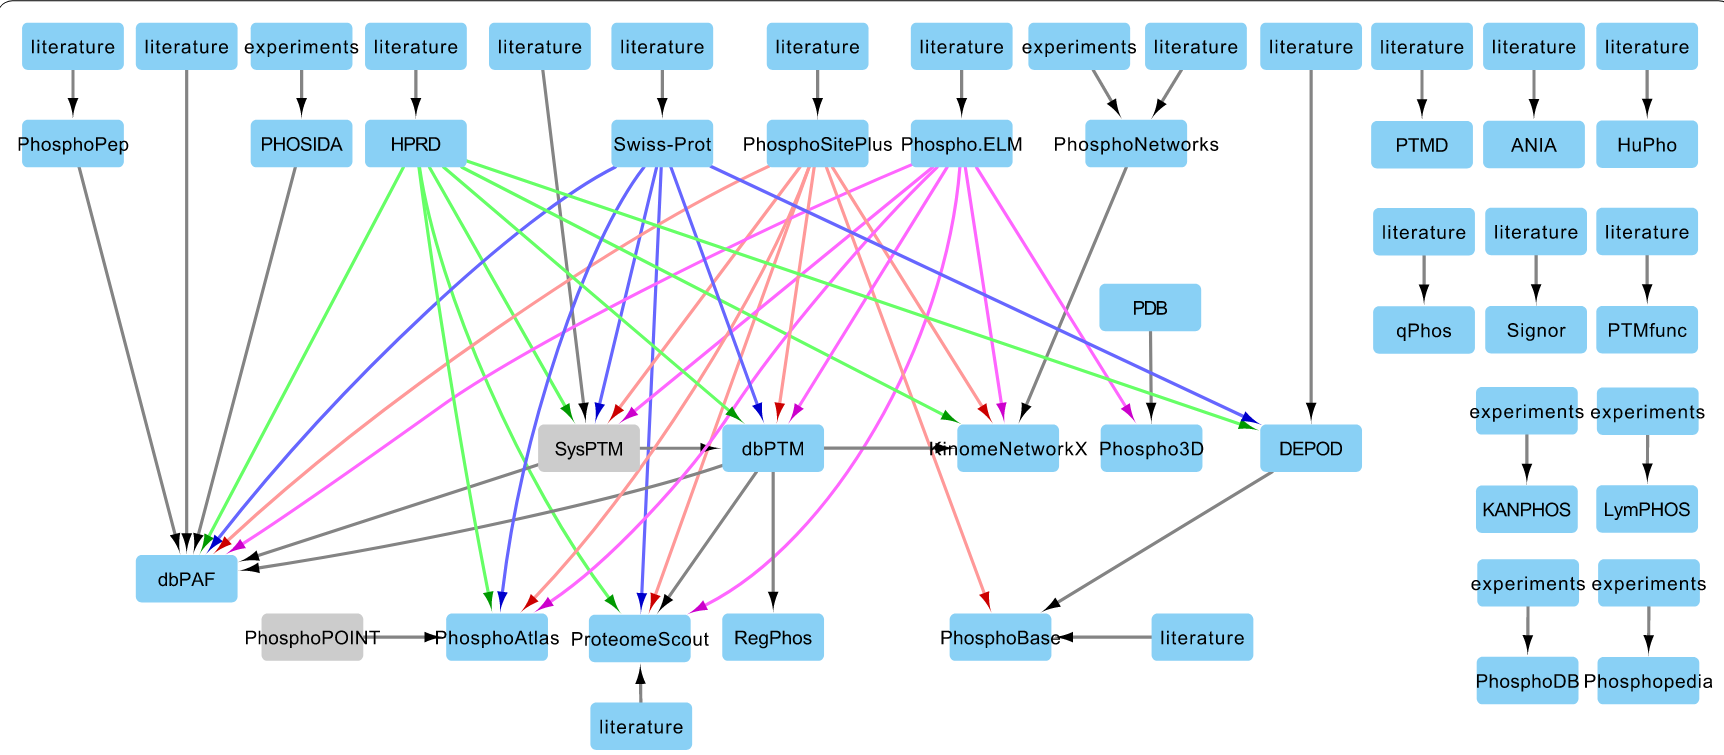 literature
literature
experiments
literature
literature
literature
literature
literature
experiments
literature
literature
literature
literature
literature
PhosphoPep
PHOSIDA
HPRD
Swiss-Prot
PhosphoSitePlus
Phospho.ELM
PhosphoNetworks
PTMD
ANIA
HuPho
literature
literature
literature
PDB
qPhos
Signor
PTMfunc
experiments
experiments
SysPTM
dbPTM
KinomeNetworkX
Phospho3D
DEPOD
KANPHOS
LymPHOS
dbPAF
experiments
experiments
PhosphoPOINT
PhosphoAtlas
ProteomeScout
RegPhos
PhosphoBase
literature
PhosphoDB
Phosphopedia
literature